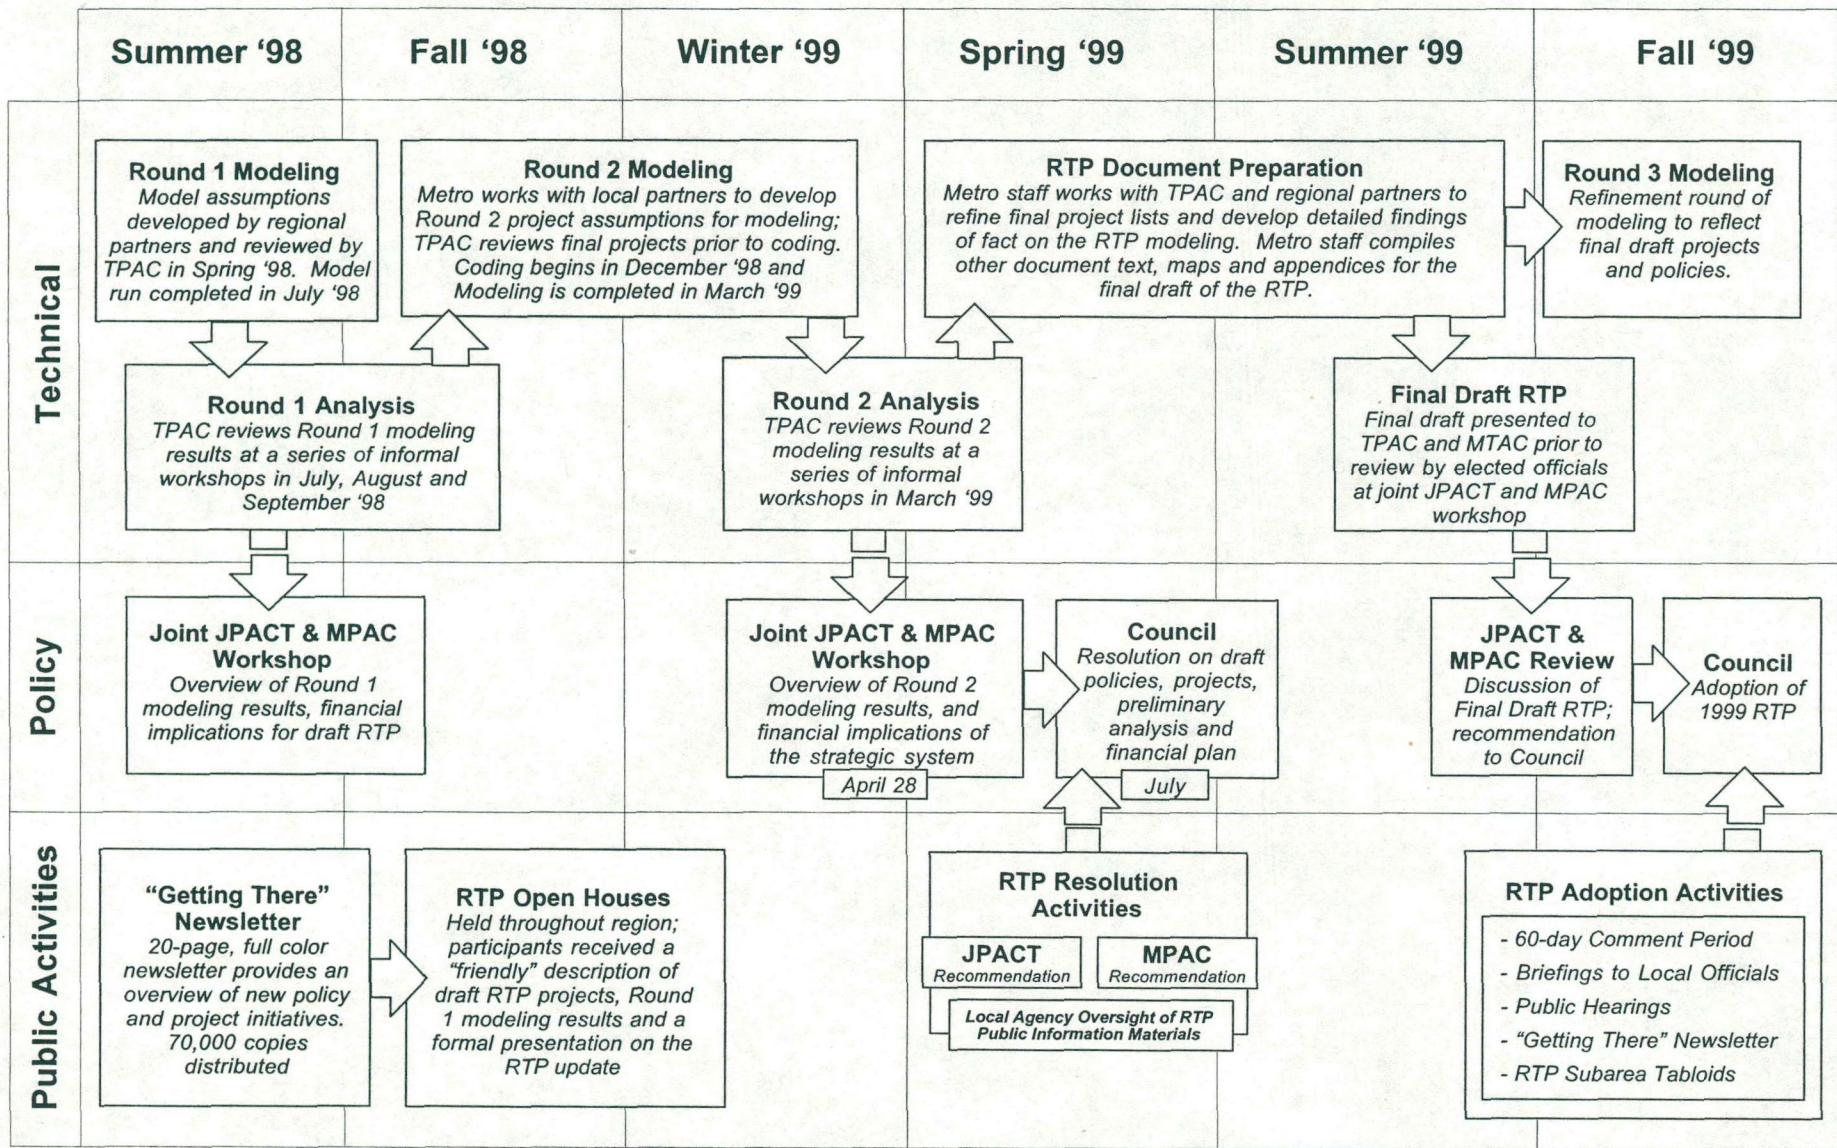 Summer ‘98
Fall ‘98
Winter ‘99
Spring ‘99
Summer ‘99
Fall ‘99
Technical
Round 1 Modeling
Model assumptions
developed by regional
partners and reviewed by
TPAC in Spring ‘98. Model
run completed in July ‘98
Round 2 Modeling
Metro works with local partners to develop
Round 2 project assumptions for modeling;
TPAC reviews final projects prior to coding.
Coding begins in December ‘98 and
Modeling is completed in March ‘99
RTP Document Preparation
Metro staff works with TPAC and regional partners to
refine final project lists and develop detailed findings
of fact on the RTP modeling. Metro staff compiles
other document text, maps and appendices for the
final draft of the RTP.
Round 3 Modeling
Refinement round of
modeling to reflect
final draft projects
and policies.
Round 1 Analysis
TPAC reviews Round 1 modeling
results at a series of informal
workshops in July, August and
September ‘98
Round 2 Analysis
TPAC reviews Round 2
modeling results at a
series of informal
workshops in March ‘99
Final Draft RTP
Final draft presented to
TPAC and MTAC prior to
review by elected officials
at joint JPACT and MPAC
workshop
Policy
Joint JPACT & MPAC
Workshop
Overview of Round 1
modeling results, financial
implications for draft RTP
Joint JPACT & MPAC
Workshop
Overview of Round 2
modeling results, and
financial implications of
the strategic system
April 28
Council
Resolution on draft
policies, projects,
preliminary
analysis and
financial plan
July
JPACT &
MPAC Review
Discussion of
Final Draft RTP;
recommendation
to Council
Council
Adoption of
1999 RTP
Public Activities
“Getting There”
Newsletter
20-page, full color
newsletter provides an
overview of new policy
and project initiatives.
70,000 copies
distributed
RTP Open Houses
Held throughout region;
participants received a
“friendly” description of
draft RTP projects, Round
1 modeling results and a
formal presentation on the
RTP update
RTP Resolution
Activities
JPACT
Recommendation
MPAC
Recommendation
Local Agency Oversight of RTP
Public Information Materials
RTP Adoption Activities
- 60-day Comment Period
- Briefings to Local Officials
- Public Hearings
- “Getting There” Newsletter
- RTP Subarea Tabloids